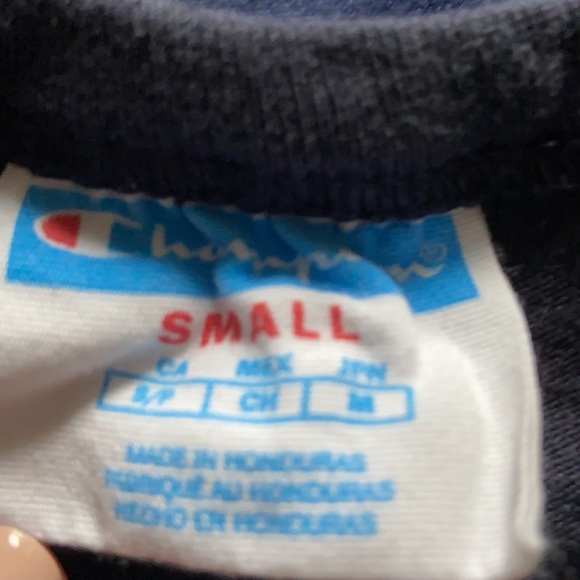 Champion®
SMALL
CA MEX JPN
S/P CH M
MADE IN HONDURAS
FABRIQUÉ AU HONDURAS
HECHO EN HONDURAS